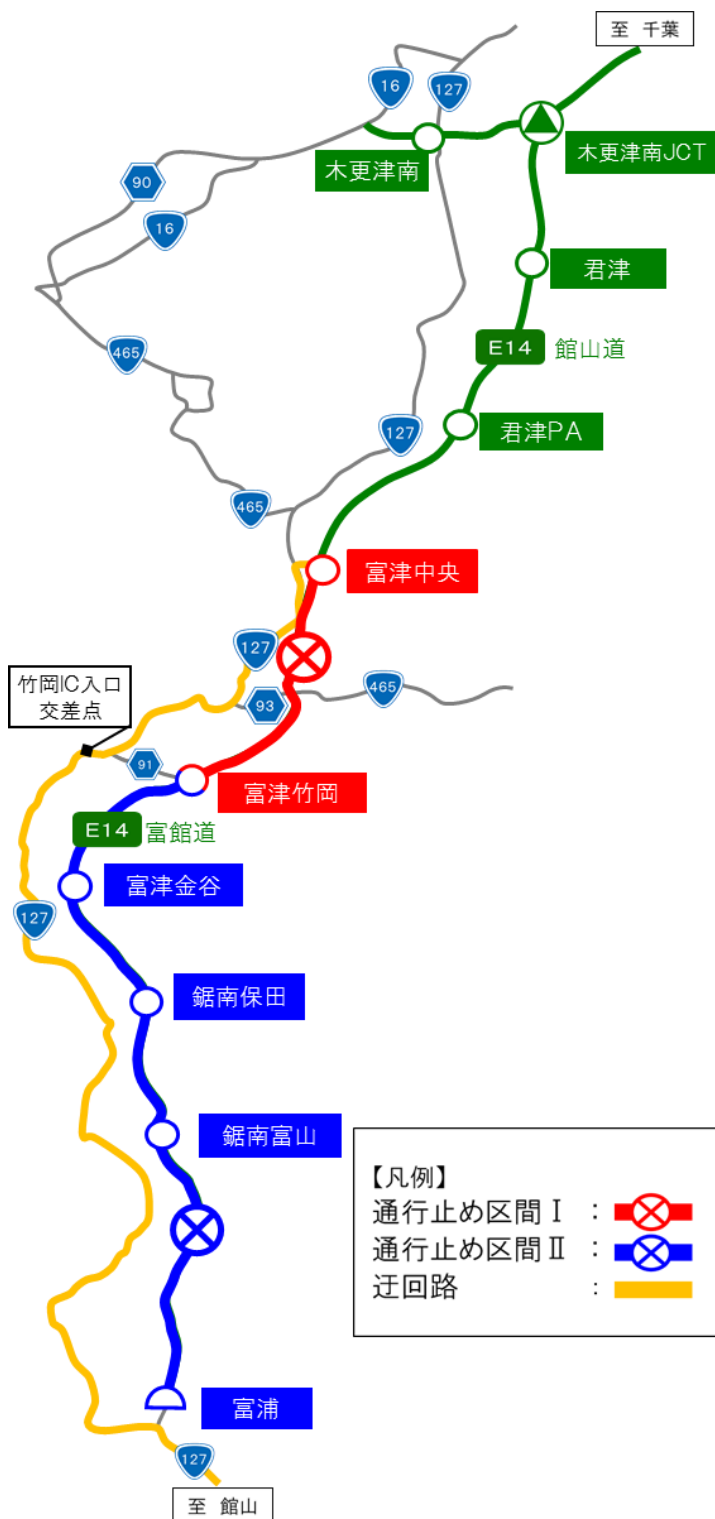 至 千葉
16
127
木更津南
木更津南JCT
90
16
君津
E14 館山道
465
127
君津PA
465
富津中央
127
竹岡IC入口
交差点
93
465
91
富津竹岡
E14 富館道
富津金谷
127
鋸南保田
鋸南富山
【凡例】
通行止め区間Ⅰ :
通行止め区間Ⅱ :
迂回路 :
富浦
127
至 館山